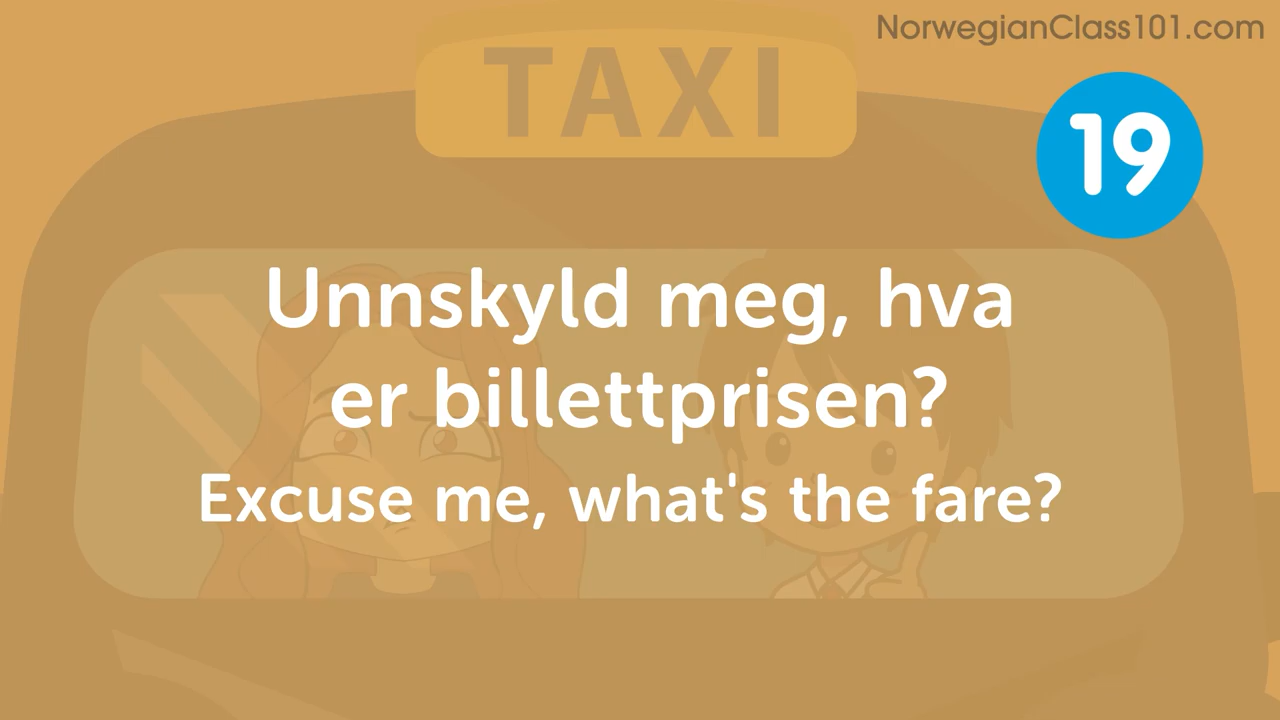 NorwegianClass101.com
TAXI
19
Unnskyld meg, hva
er billettprisen?
Excuse me, what's the fare?